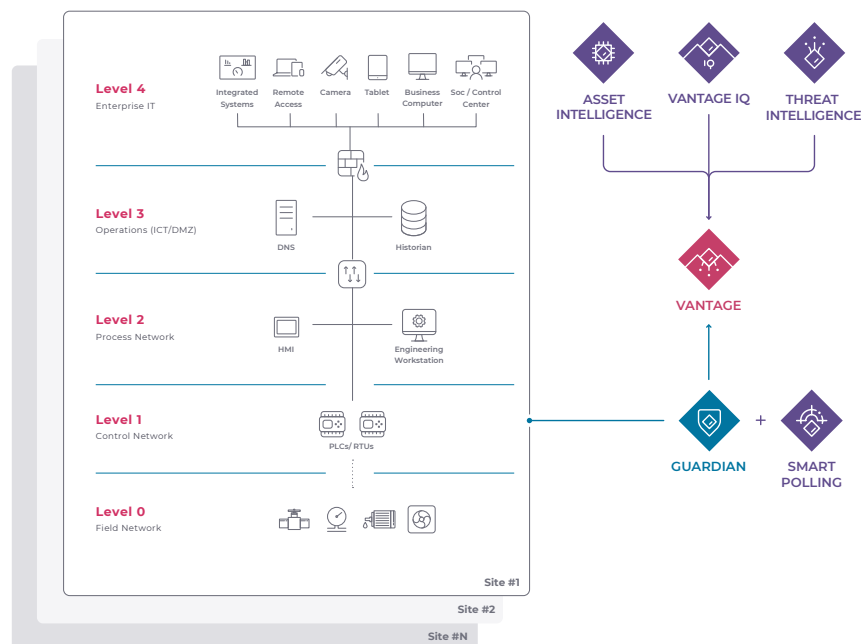 Level 4
Enterprise IT
Integrated
Systems
Remote
Access
Camera
Tablet
Business
Computer
Soc / Control
Center
Level 3
Operations (ICT/DMZ)
DNS
Historian
Level 2
Process Network
HMI
Engineering
Workstation
Level 1
Control Network
PLCs/ RTUs
Level 0
Field Network
Site #1
Site #2
Site #N
IQ
ASSET
INTELLIGENCE
VANTAGE IQ
THREAT
INTELLIGENCE
VANTAGE
GUARDIAN
+
SMART
POLLING